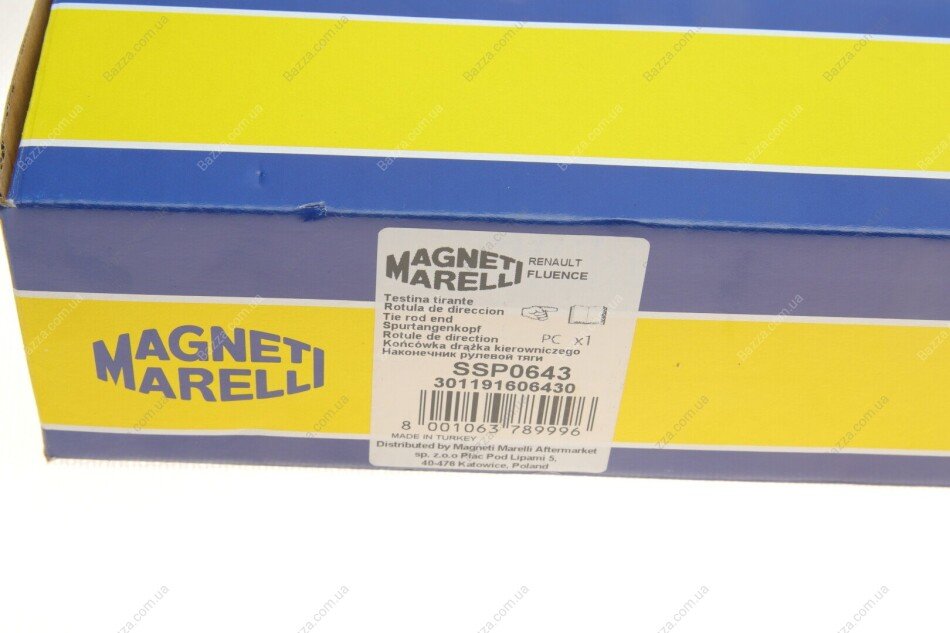 MAGNETI
MARELLI
RENAULT
FLUENCE
Testina tirante
Rotula de direccion
Tie rod end
Spurtangenkopf
Rotule de direction
PC x1
Końcówka drążka kierowniczego
Наконечник рулевой тяги
SSP0643
301191606430
8 001063 789996
MADE IN TURKEY
Distributed by Magneti Marelli Aftermarket
sp. z.o.o Plac Pod Lipami 5,
40-476 Katowice, Poland
MAGNETI
MARELLI
Bazza.com.ua